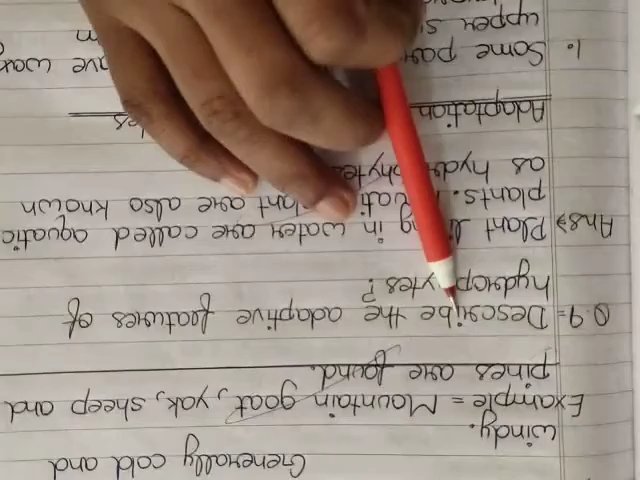 Generally cold and
windy.
Example = Mountain goat, yak, sheep and
pines are found.
Q.9= Describe the adaptive features of
hydrophytes?
Ans⇒ Plant in water are called aquatic
plants. plant are also known
as hydrophytes
Adaptation
1. Some have wax
upper